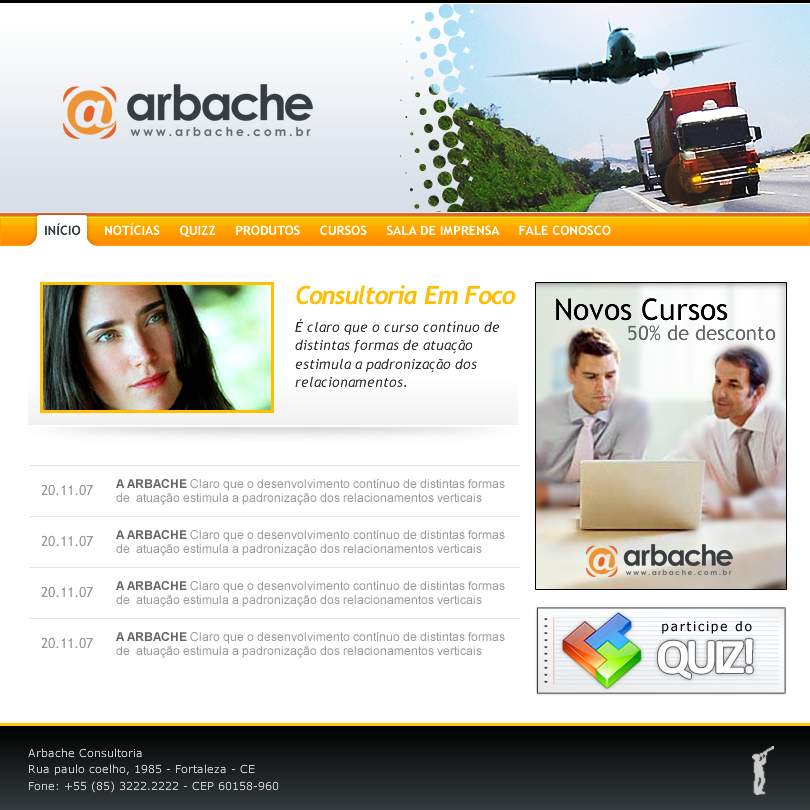 @ arbache
www.arbache.com.br
INÍCIO NOTÍCIAS QUIZZ PRODUTOS CURSOS SALA DE IMPRENSA FALE CONOSCO
Consultoria Em Foco
É claro que o curso contínuo de
distintas formas de atuação
estimula a padronização dos
relacionamentos.
20.11.07
A ARBACHE Claro que o desenvolvimento contínuo de distintas formas
de atuação estimula a padronização dos relacionamentos verticais
20.11.07
A ARBACHE Claro que o desenvolvimento contínuo de distintas formas
de atuação estimula a padronização dos relacionamentos verticais
20.11.07
A ARBACHE Claro que o desenvolvimento contínuo de distintas formas
de atuação estimula a padronização dos relacionamentos verticais
20.11.07
A ARBACHE Claro que o desenvolvimento contínuo de distintas formas
de atuação estimula a padronização dos relacionamentos verticais
Novos Cursos
50% de desconto
@ arbache
www.arbache.com.br
participe do
QUIZ!
Arbache Consultoria
Rua paulo coelho, 1985 - Fortaleza - CE
Fone: +55 (85) 3222.2222 - CEP 60158-960